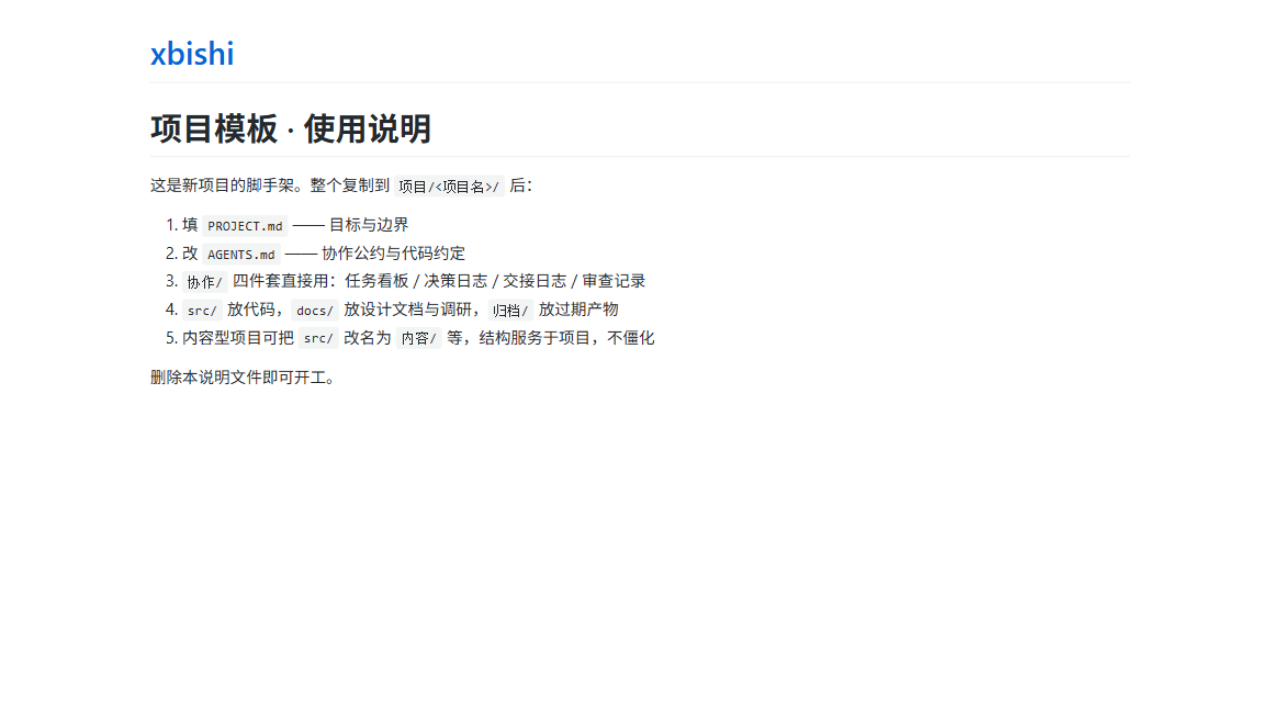 xbishi
项目模板 · 使用说明
这是新项目的脚手架。整个复制到 项目/<项目名>/ 后：
1. 填 PROJECT.md —— 目标与边界
2. 改 AGENTS.md —— 协作公约与代码约定
3. 协作/ 四件套直接用：任务看板 / 决策日志 / 交接日志 / 审查记录
4. src/ 放代码，docs/ 放设计文档与调研，归档/ 放过期产物
5. 内容型项目可把 src/ 改名为 内容/ 等，结构服务于项目，不僵化
删除本说明文件即可开工。